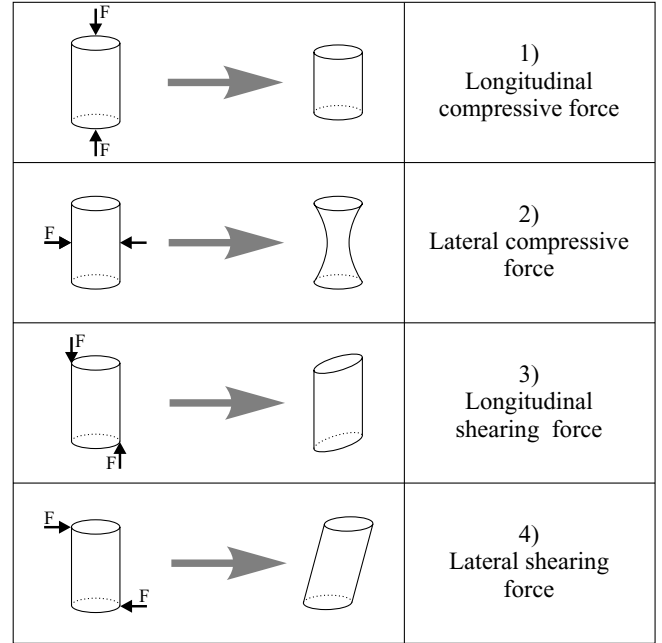 F
F
1)
Longitudinal
compressive force
F
2)
Lateral compressive
force
F
F
3)
Longitudinal
shearing force
F
F
4)
Lateral shearing
force